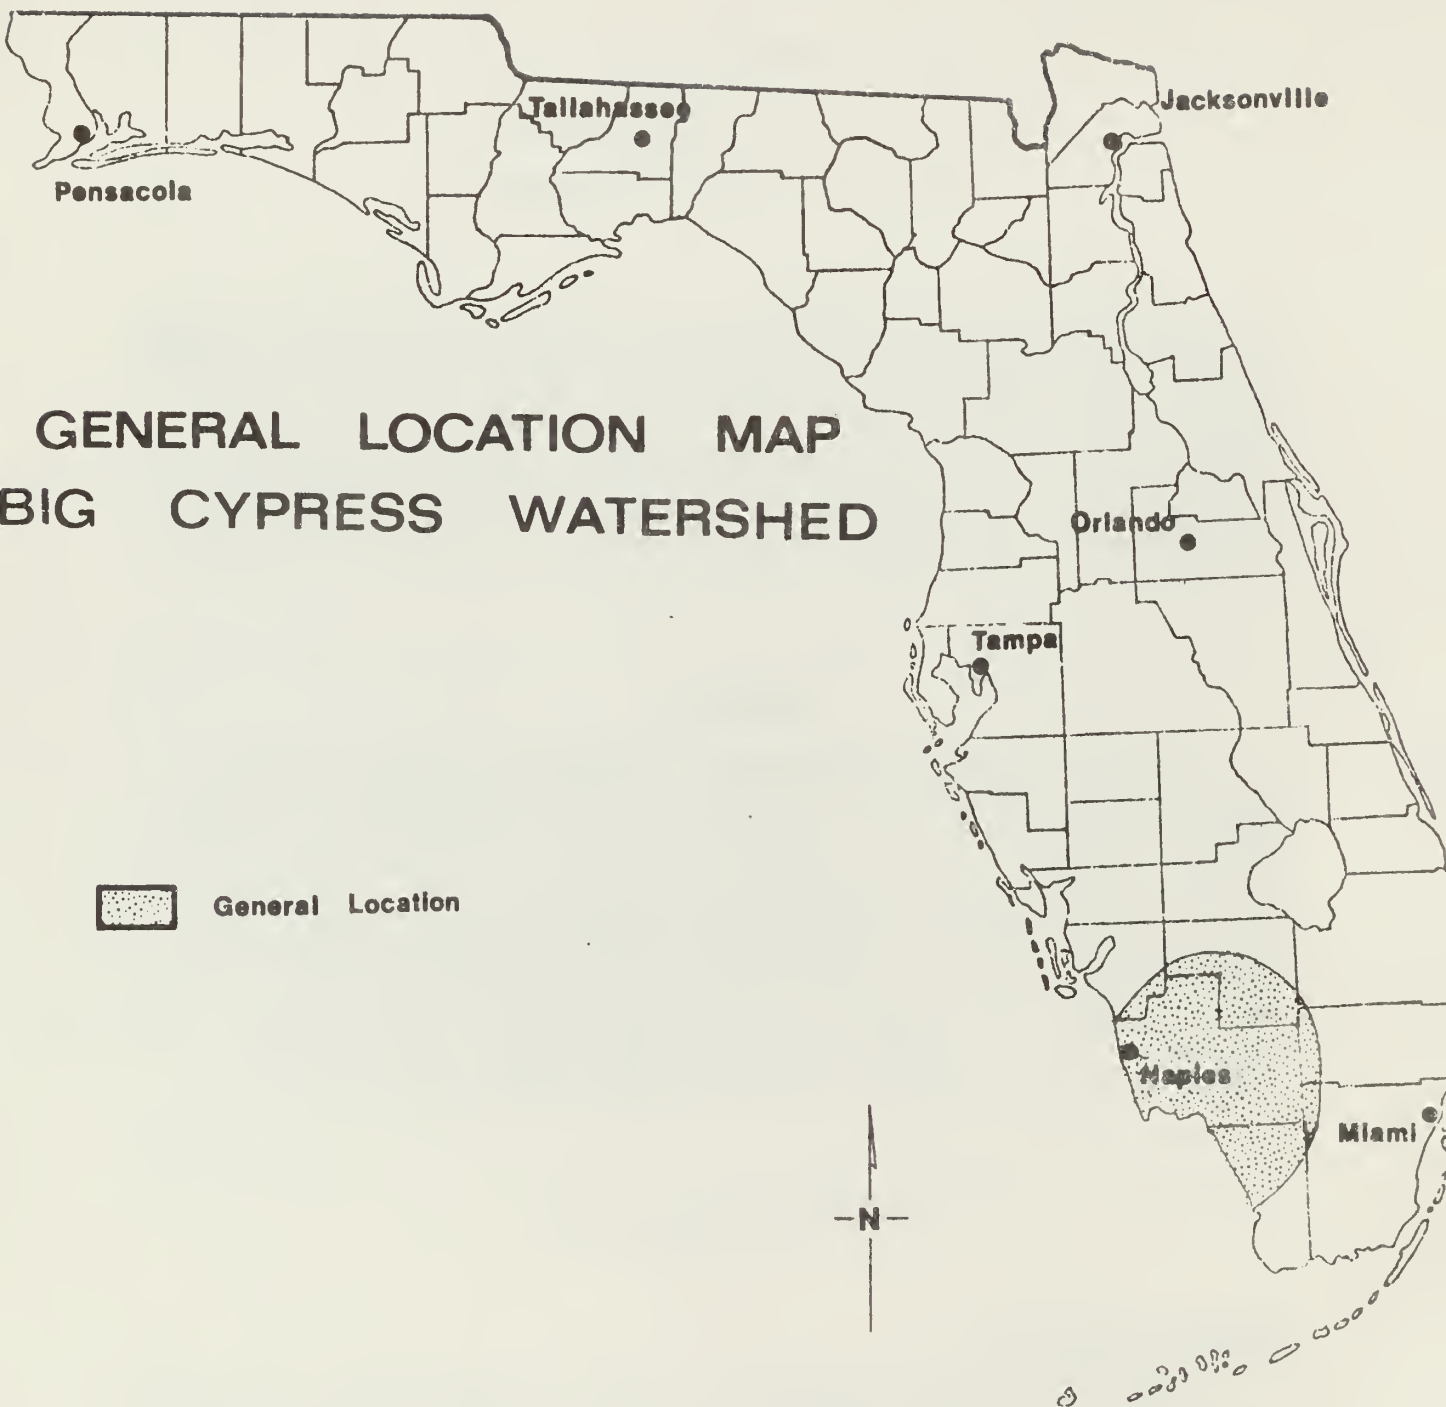 Tallahassee
Jacksonville
Pensacola
GENERAL LOCATION MAP
BIG CYPRESS WATERSHED
Orlando
Tampa
General Location
Naples
Miami
-N-